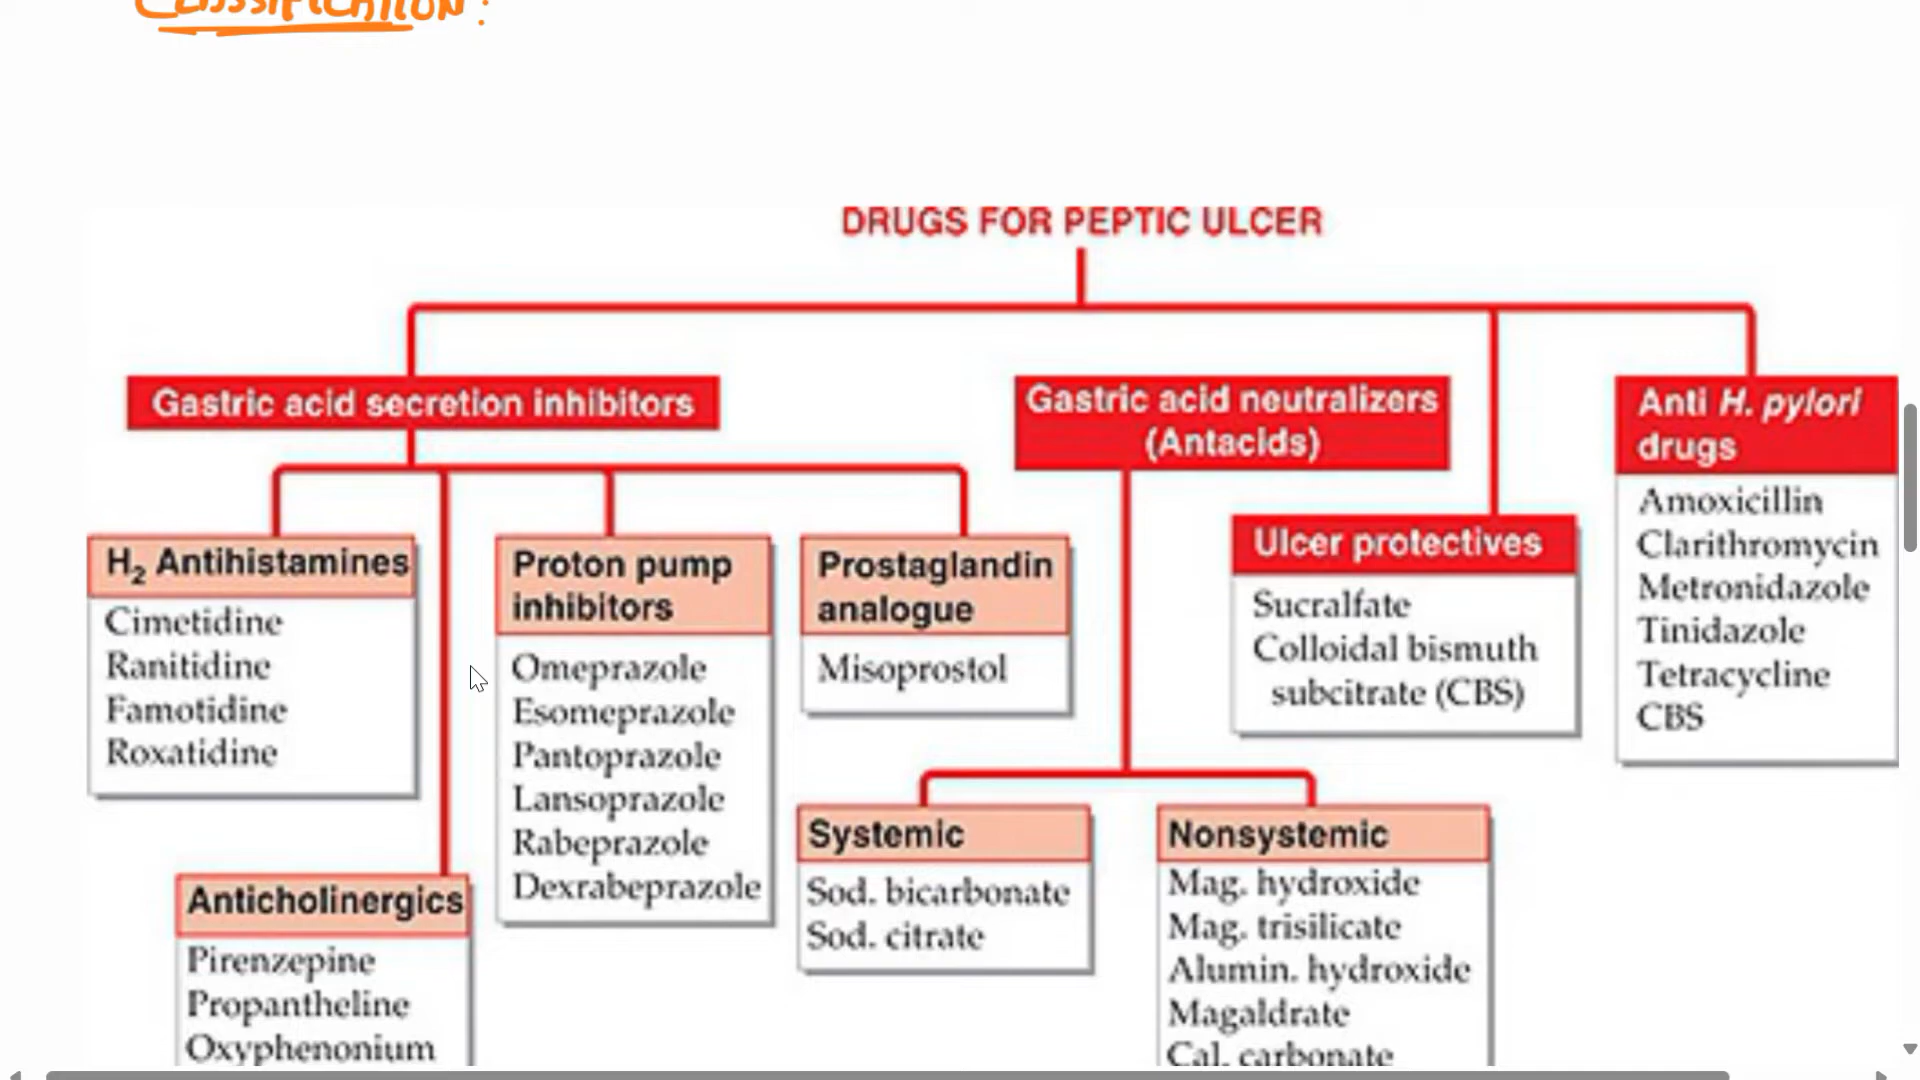 CLASSIFICATION:
DRUGS FOR PEPTIC ULCER
Gastric acid secretion inhibitors
H₂ Antihistamines
Cimetidine
Ranitidine
Famotidine
Roxatidine
Anticholinergics
Pirenzepine
Propantheline
Oxyphenonium
Proton pump
inhibitors
Omeprazole
Esomeprazole
Pantoprazole
Lansoprazole
Rabeprazole
Dexrabeprazole
Prostaglandin
analogue
Misoprostol
Gastric acid neutralizers
(Antacids)
Systemic
Sod. bicarbonate
Sod. citrate
Nonsystemic
Mag. hydroxide
Mag. trisilicate
Alumin. hydroxide
Magaldrate
Cal. carbonate
Ulcer protectives
Sucralfate
Colloidal bismuth
subcitrate (CBS)
Anti H. pylori
drugs
Amoxicillin
Clarithromycin
Metronidazole
Tinidazole
Tetracycline
CBS